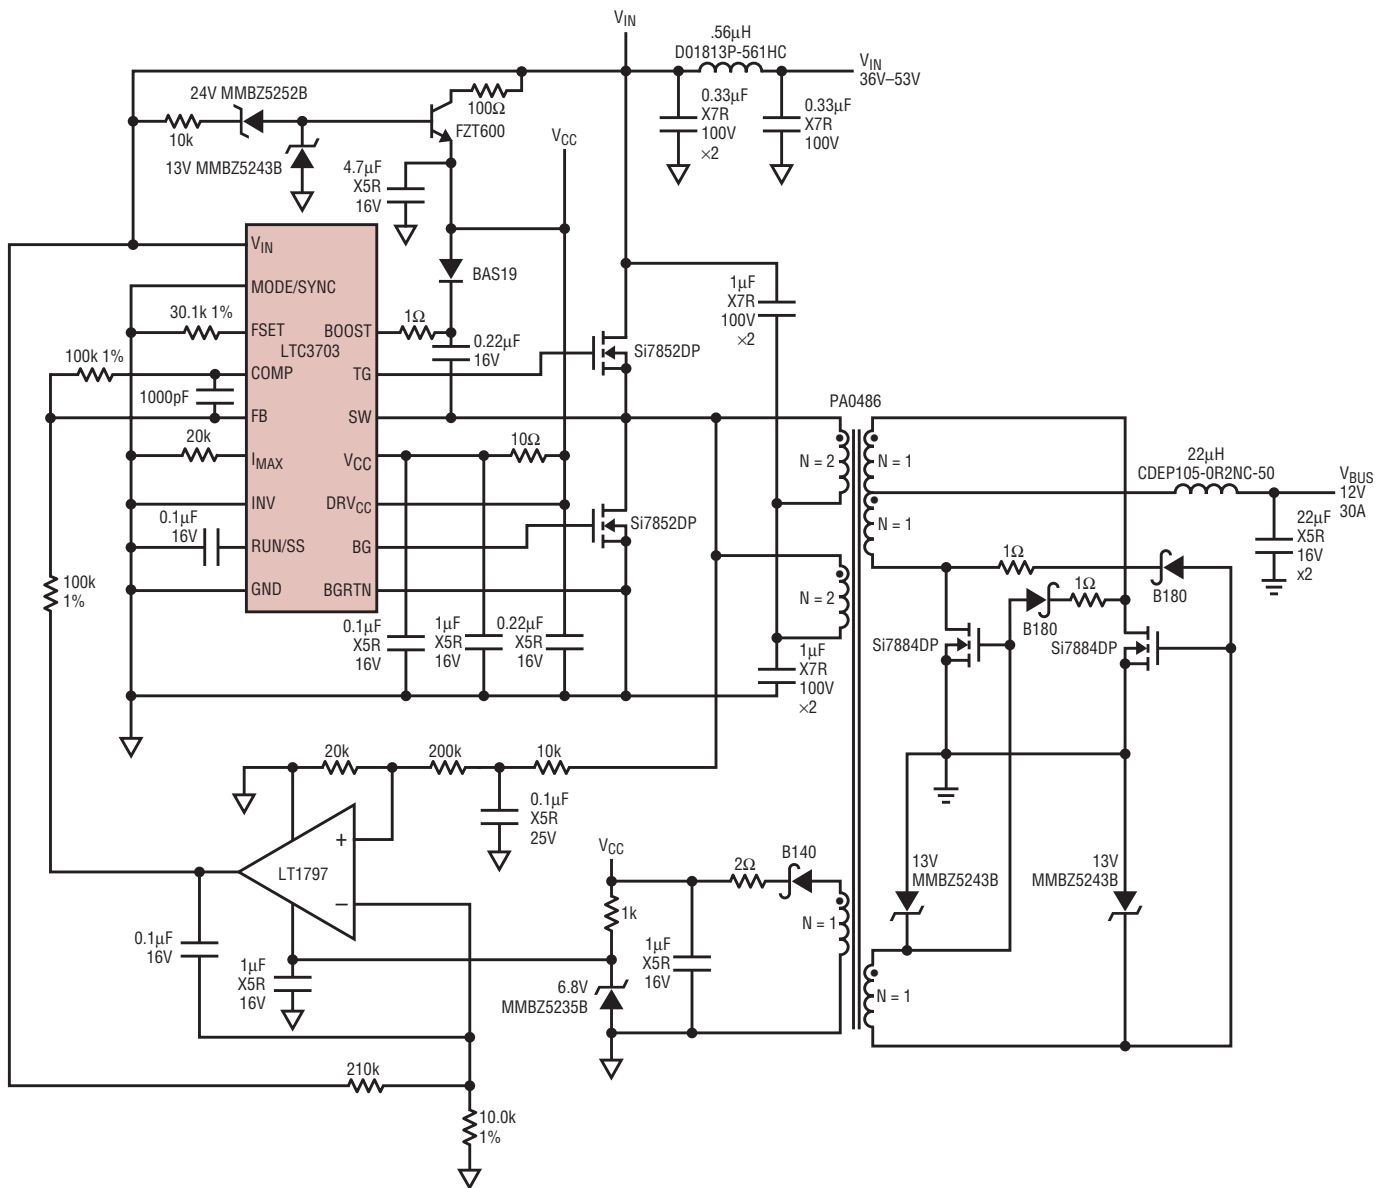 V_IN
.56µH
D01813P-561HC
V_IN
36V–53V
24V MMBZ5252B
10k
100Ω
FZT600
0.33µF
X7R
100V
×2
0.33µF
X7R
100V
13V MMBZ5243B
4.7µF
X5R
16V
V_CC
V_IN
MODE/SYNC
FSET
LTC3703
COMP
FB
I_MAX
INV
RUN/SS
GND
BOOST
TG
SW
V_CC
DRV_CC
BG
BGRTN
30.1k 1%
100k 1%
1000pF
20k
0.1µF
16V
100k
1%
BAS19
1Ω
0.22µF
16V
Si7852DP
1µF
X7R
100V
×2
10Ω
Si7852DP
0.1µF
X5R
16V
1µF
X5R
16V
0.22µF
X5R
16V
1µF
X7R
100V
×2
PA0486
N = 2
N = 1
N = 1
N = 2
22µH
CDEP105-0R2NC-50
V_BUS
12V
30A
22µF
X5R
16V
x2
1Ω
B180
1Ω
B180
Si7884DP
Si7884DP
13V
MMBZ5243B
13V
MMBZ5243B
N = 1
20k
200k
10k
0.1µF
X5R
25V
+
LT1797
–
0.1µF
16V
1µF
X5R
16V
V_CC
1k
2Ω
B140
N = 1
1µF
X5R
16V
6.8V
MMBZ5235B
210k
10.0k
1%